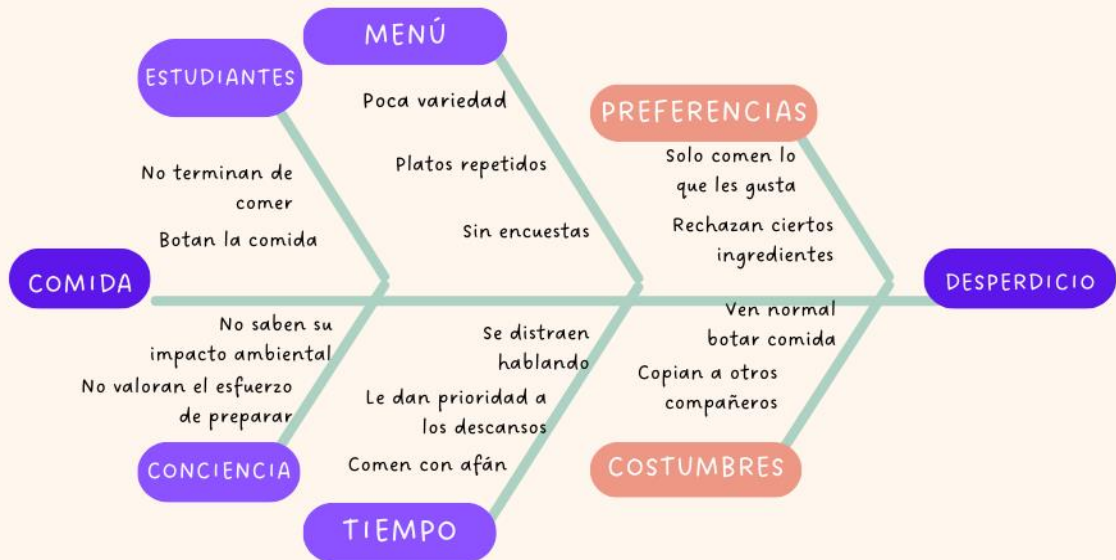 MENÚ
ESTUDIANTES
Poca variedad
PREFERENCIAS
Platos repetidos
Solo comen lo
que les gusta
No terminan de
comer
Sin encuestas
Rechazan ciertos
ingredientes
Botan la comida
COMIDA
DESPERDICIO
No saben su
impacto ambiental
Se distraen
hablando
Ven normal
botar comida
No valoran el esfuerzo
de preparar
Le dan prioridad a
los descansos
Copian a otros
compañeros
Comen con afán
CONCIENCIA
COSTUMBRES
TIEMPO